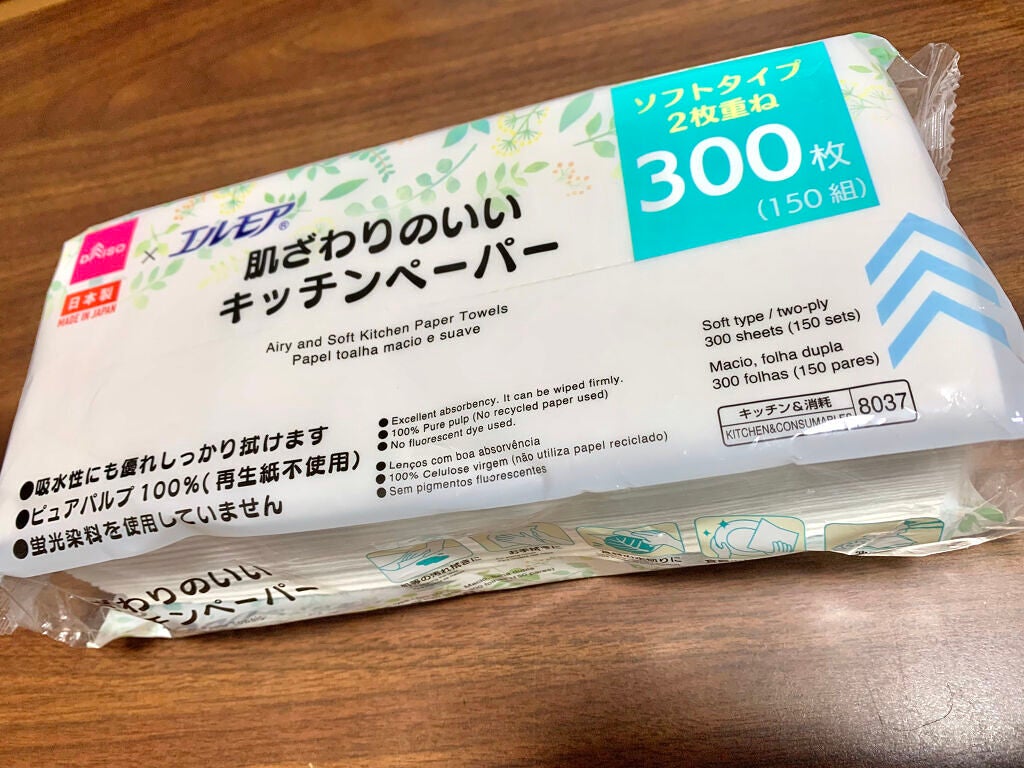 ソフトタイプ
2枚重ね
300枚
(150組)
DAISO
×
エルモア®
日本製
MADE IN JAPAN
肌ざわりのいい
キッチンペーパー
Airy and Soft Kitchen Paper Towels
Papel toalha macio e suave
Soft type / two-ply
300 sheets (150 sets)
Macio, folha dupla
300 folhas (150 pares)
キッチン&消耗
KITCHEN&CONSUMABLES
8037
●吸水性にも優れしっかり拭けます
●ピュアパルプ100%(再生紙不使用)
●蛍光染料を使用していません
● Excellent absorbency. It can be wiped firmly.
● 100% Pure pulp (No recycled paper used)
● No fluorescent dye used.
● Lenços com boa absorvência
● 100% Celulose virgem (não utiliza papel reciclado)
● Sem pigmentos fluorescentes
ざわりのいい
チンペーパー